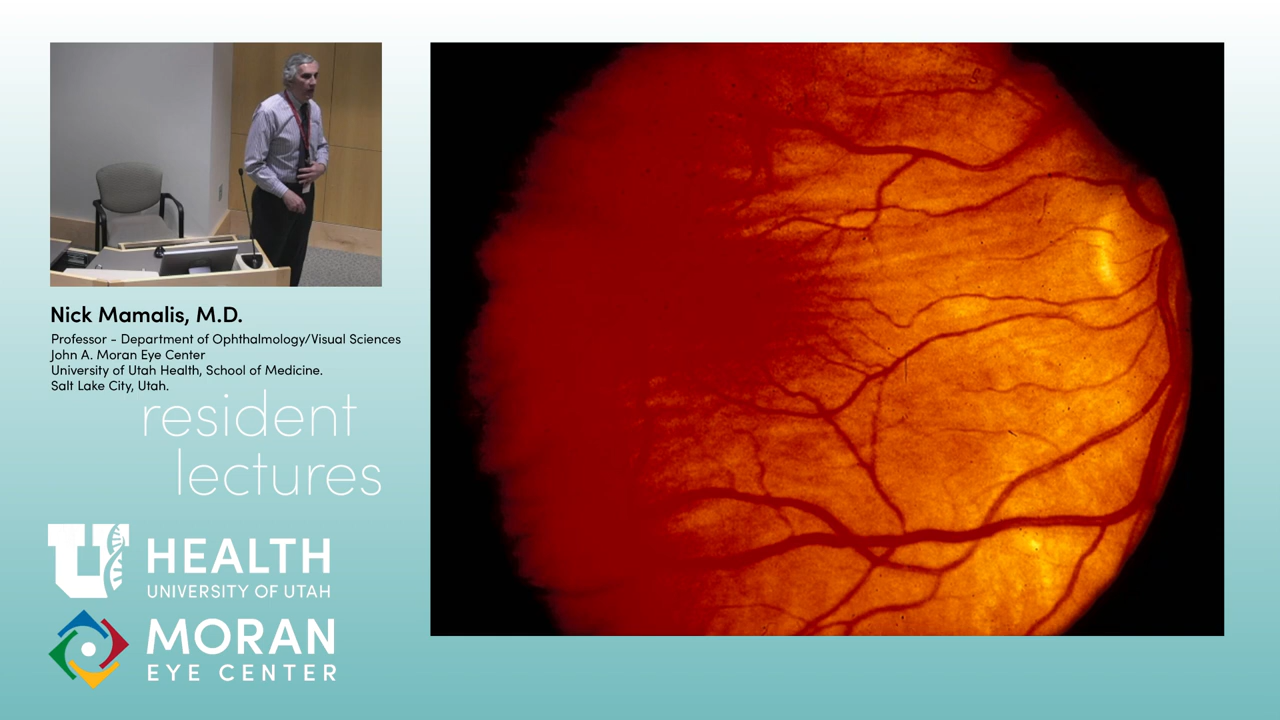 Nick Mamalis, M.D.
Professor - Department of Ophthalmology/Visual Sciences
John A. Moran Eye Center
University of Utah Health, School of Medicine.
Salt Lake City, Utah.
resident
lectures
U HEALTH
UNIVERSITY OF UTAH
MORAN
EYE CENTER